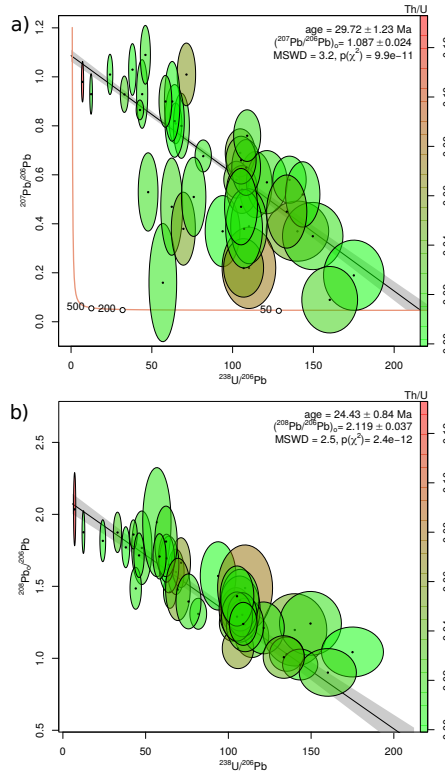 a)
Th/U
age = 29.72 ± 1.23 Ma
(²⁰⁷Pb/²⁰⁶Pb)₀= 1.087 ± 0.024
MSWD = 3.2, p(χ²) = 9.9e−11
1.2
1.0
0.8
0.6
0.4
0.2
0.0
²⁰⁷Pb/²⁰⁶Pb
500
200
50
0 50 100 150 200
²³⁸U/²⁰⁶Pb
b)
Th/U
age = 24.43 ± 0.84 Ma
(²⁰⁸Pb/²⁰⁶Pb)₀ = 2.119 ± 0.037
MSWD = 2.5, p(χ²)= 2.4e−12
2.5
2.0
1.5
1.0
0.5
²⁰⁸Pb₀/²⁰⁶Pb
0 50 100 150 200
²³⁸U/²⁰⁶Pb